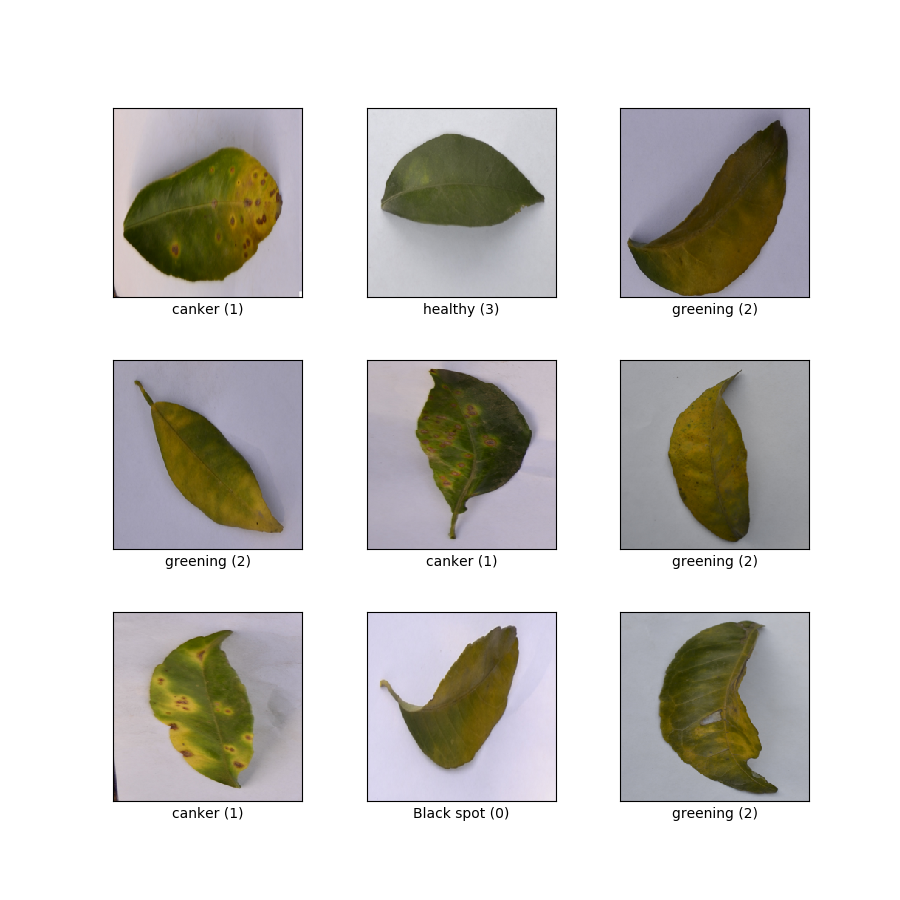 canker (1)
healthy (3)
greening (2)
greening (2)
canker (1)
greening (2)
canker (1)
Black spot (0)
greening (2)